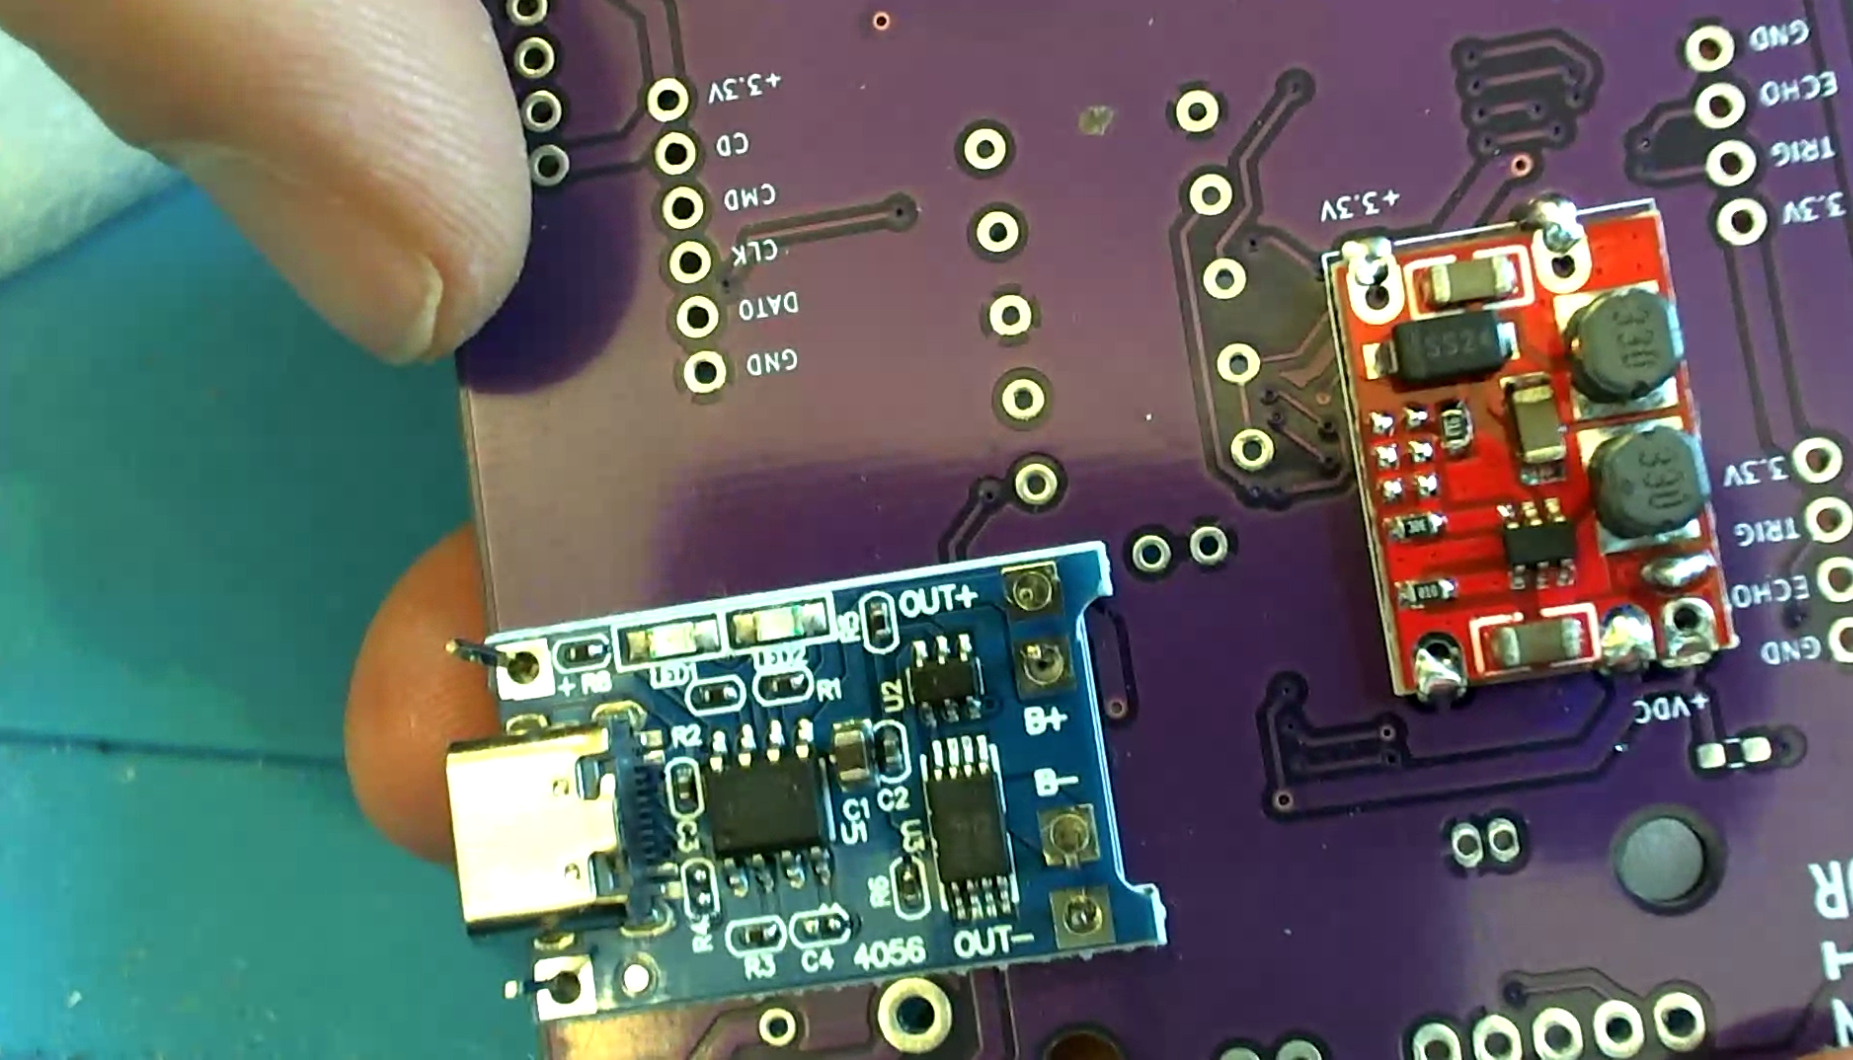 +3.3V
CD
CMD
CLK
DAT0
GND
GND
ECHO
TRIG
3.3V
+3.3V
SS24
330
330
3.3V
TRIG
ECHO
GND
+VDC
OUT+
+
R1
LED2
U2
B+
R2
B-
C1
C2
U1
C3
U3
R6
R4
R3
C4
4056
OUT-